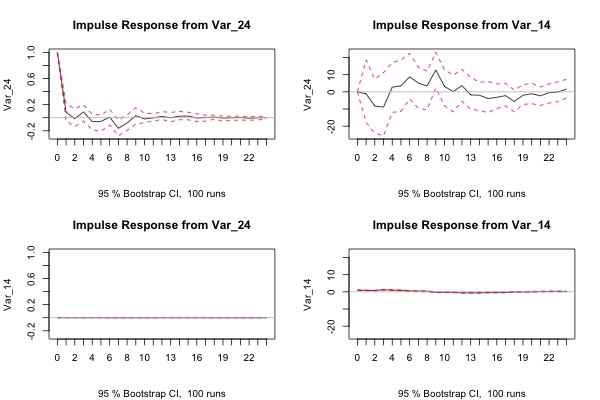 Impulse Response from Var_24
Var_24
-0.2 0.2 0.6 1.0
0 2 4 6 8 10 13 16 19 22
95 % Bootstrap CI, 100 runs
Impulse Response from Var_14
Var_24
-20 0 10
0 2 4 6 8 10 13 16 19 22
95 % Bootstrap CI, 100 runs
Impulse Response from Var_24
Var_14
-0.2 0.2 0.6 1.0
0 2 4 6 8 10 13 16 19 22
95 % Bootstrap CI, 100 runs
Impulse Response from Var_14
Var_14
-20 0 10
0 2 4 6 8 10 13 16 19 22
95 % Bootstrap CI, 100 runs